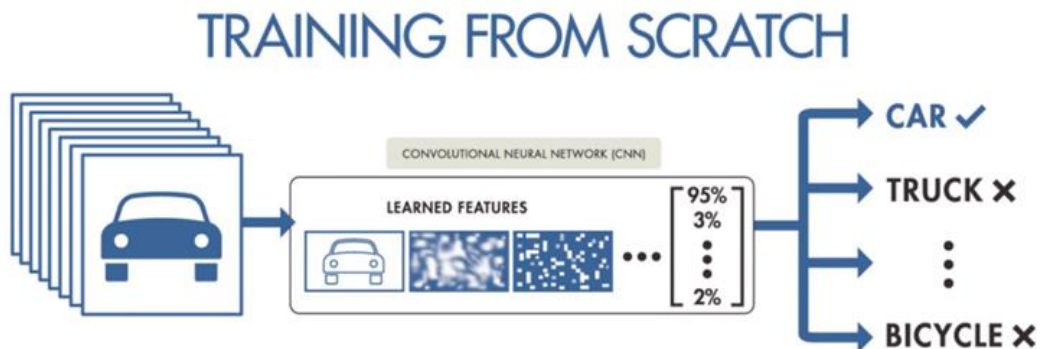 TRAINING FROM SCRATCH
CONVOLUTIONAL NEURAL NETWORK (CNN)
LEARNED FEATURES
95%
3%
2%
CAR
TRUCK
BICYCLE